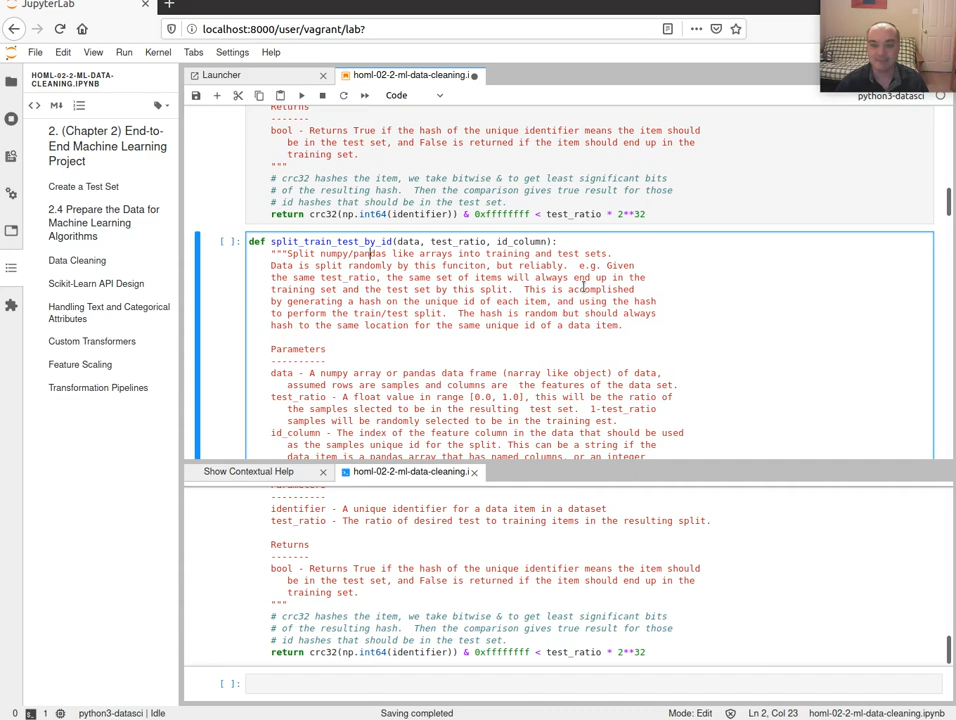 JupyterLab
localhost:8000/user/vagrant/lab?
File Edit View Run Kernel Tabs Settings Help
HOML-02-2-ML-DATA-
CLEANING.IPYNB
2. (Chapter 2) End-to-
End Machine Learning
Project
Create a Test Set
2.4 Prepare the Data for
Machine Learning
Algorithms
Data Cleaning
Scikit-Learn API Design
Handling Text and Categorical
Attributes
Custom Transformers
Feature Scaling
Transformation Pipelines
Launcher
homl-02-2-ml-data-cleaning.i
Code
python3-datasci
Returns
-------
bool - Returns True if the hash of the unique identifier means the item should
be in the test set, and False is returned if the item should end up in the
training set.
"""
# crc32 hashes the item, we take bitwise & to get least significant bits
# of the resulting hash.  Then the comparison gives true result for those
# id hashes that should be in the test set.
return crc32(np.int64(identifier)) & 0xffffffff < test_ratio * 2**32
[ ]: def split_train_test_by_id(data, test_ratio, id_column):
"""Split numpy/pandas like arrays into training and test sets.
Data is split randomly by this funciton, but reliably.  e.g. Given
the same test_ratio, the same set of items will always end up in the
training set and the test set by this split.  This is accomplished
by generating a hash on the unique id of each item, and using the hash
to perform the train/test split.  The hash is random but should always
hash to the same location for the same unique id of a data item.
Parameters
----------
data - A numpy array or pandas data frame (narray like object) of data,
assumed rows are samples and columns are  the features of the data set.
test_ratio - A float value in range [0.0, 1.0], this will be the ratio of
the samples slected to be in the resulting  test set.  1-test_ratio
samples will be randomly selected to be in the training est.
id_column - The index of the feature column in the data that should be used
as the samples unique id for the split. This can be a string if the
data item is a pandas array that has named columns, or an integer
Show Contextual Help
homl-02-2-ml-data-cleaning.i
Parameters
----------
identifier - A unique identifier for a data item in a dataset
test_ratio - The ratio of desired test to training items in the resulting split.
Returns
-------
bool - Returns True if the hash of the unique identifier means the item should
be in the test set, and False is returned if the item should end up in the
training set.
"""
# crc32 hashes the item, we take bitwise & to get least significant bits
# of the resulting hash.  Then the comparison gives true result for those
# id hashes that should be in the test set.
return crc32(np.int64(identifier)) & 0xffffffff < test_ratio * 2**32
[ ]:
0 1 python3-datasci | Idle Saving completed Mode: Edit Ln 2, Col 23 homl-02-2-ml-data-cleaning.ipynb